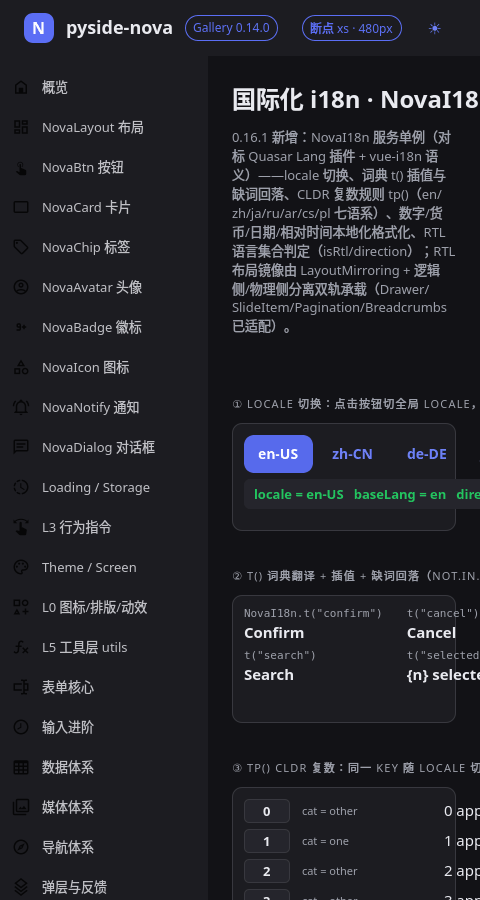 N pyside-nova Gallery 0.14.0 断点 xs · 480px
概览
NovaLayout 布局
NovaBtn 按钮
NovaCard 卡片
NovaChip 标签
NovaAvatar 头像
9+ NovaBadge 徽标
NovaIcon 图标
NovaNotify 通知
NovaDialog 对话框
Loading / Storage
L3 行为指令
Theme / Screen
L0 图标/排版/动效
L5 工具层 utils
表单核心
输入进阶
数据体系
媒体体系
导航体系
弹层与反馈
国际化 i18n · NovaI18
0.16.1 新增：NovaI18n 服务单例（对
标 Quasar Lang 插件 + vue-i18n 语
义）——locale 切换、词典 t() 插值与
缺词回落、CLDR 复数规则 tp()（en/
zh/ja/ru/ar/cs/pl 七语系）、数字/货
币/日期/相对时间本地化格式化、RTL
语言集合判定（isRtl/direction）；RTL
布局镜像由 LayoutMirroring + 逻辑
侧/物理侧分离双轨承载（Drawer/
SlideItem/Pagination/Breadcrumbs
已适配）。
① LOCALE 切换：点击按钮切全局 LOCALE，
en-US zh-CN de-DE
locale = en-US baseLang = en dire
② T() 词典翻译 + 插值 + 缺词回落（NOT.IN.
NovaI18n.t("confirm") t("cancel")
Confirm Cancel
t("search") t("selected
Search {n} selecte
③ TP() CLDR 复数：同一 KEY 随 LOCALE 切
0 cat = other 0 app
1 cat = one 1 app
2 cat = other 2 app